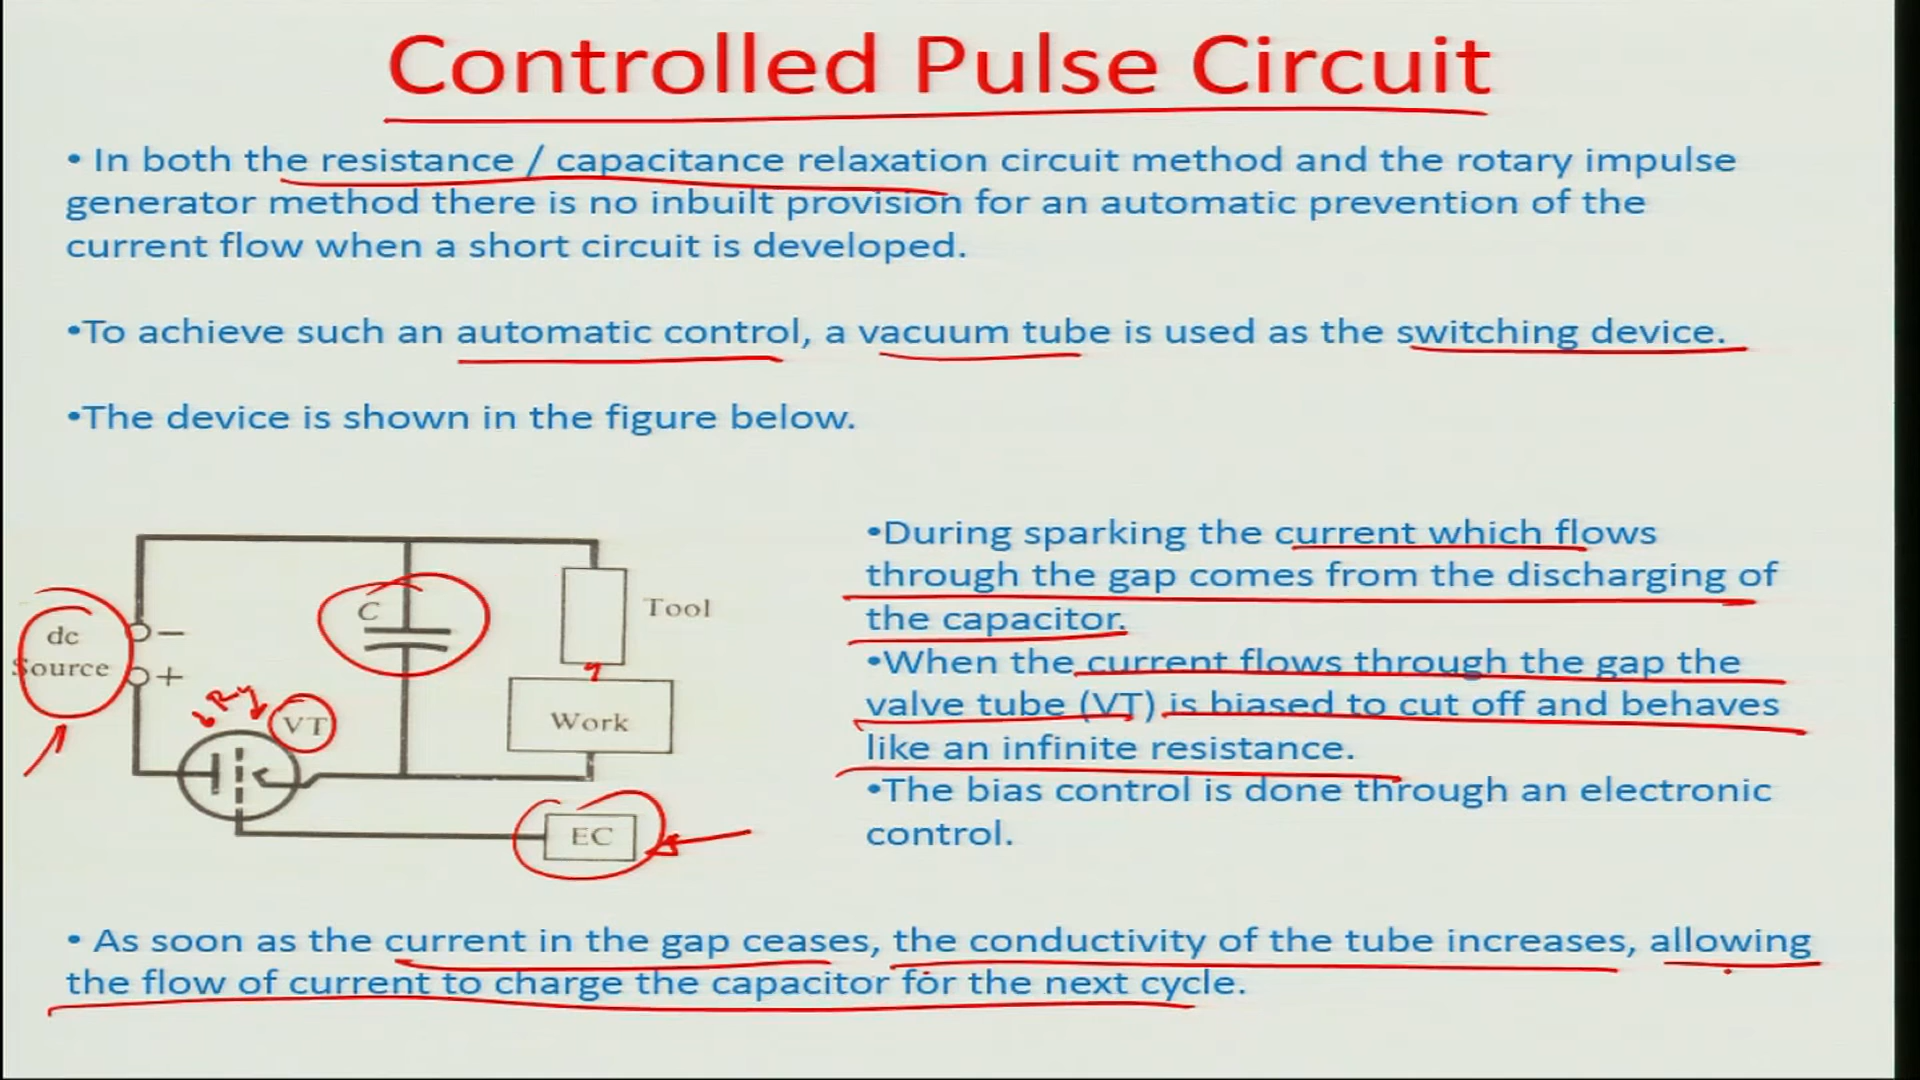 Controlled Pulse Circuit
• In both the resistance / capacitance relaxation circuit method and the rotary impulse
generator method there is no inbuilt provision for an automatic prevention of the
current flow when a short circuit is developed.
•To achieve such an automatic control, a vacuum tube is used as the switching device.
•The device is shown in the figure below.
dc
Source
−
+
C
Tool
Work
VT
EC
•During sparking the current which flows
through the gap comes from the discharging of
the capacitor.
•When the current flows through the gap the
valve tube (VT) is biased to cut off and behaves
like an infinite resistance.
•The bias control is done through an electronic
control.
• As soon as the current in the gap ceases, the conductivity of the tube increases, allowing
the flow of current to charge the capacitor for the next cycle.